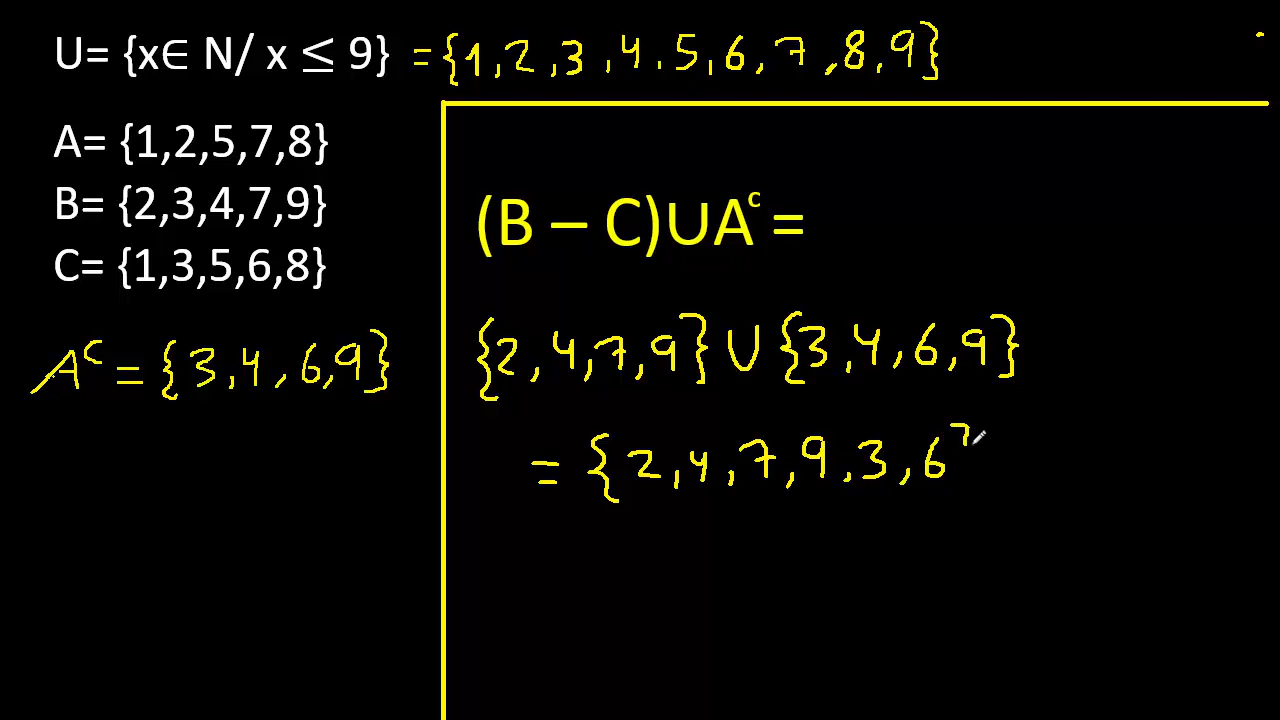 U= {x∈ N/ x ≤ 9} = {1,2,3,4,5,6,7,8,9}
A= {1,2,5,7,8}
B= {2,3,4,7,9}
C= {1,3,5,6,8}
(B – C)∪Aᶜ =
Aᶜ = {3,4,6,9}
{2,4,7,9} ∪ {3,4,6,9}
= {2,4,7,9,3,6